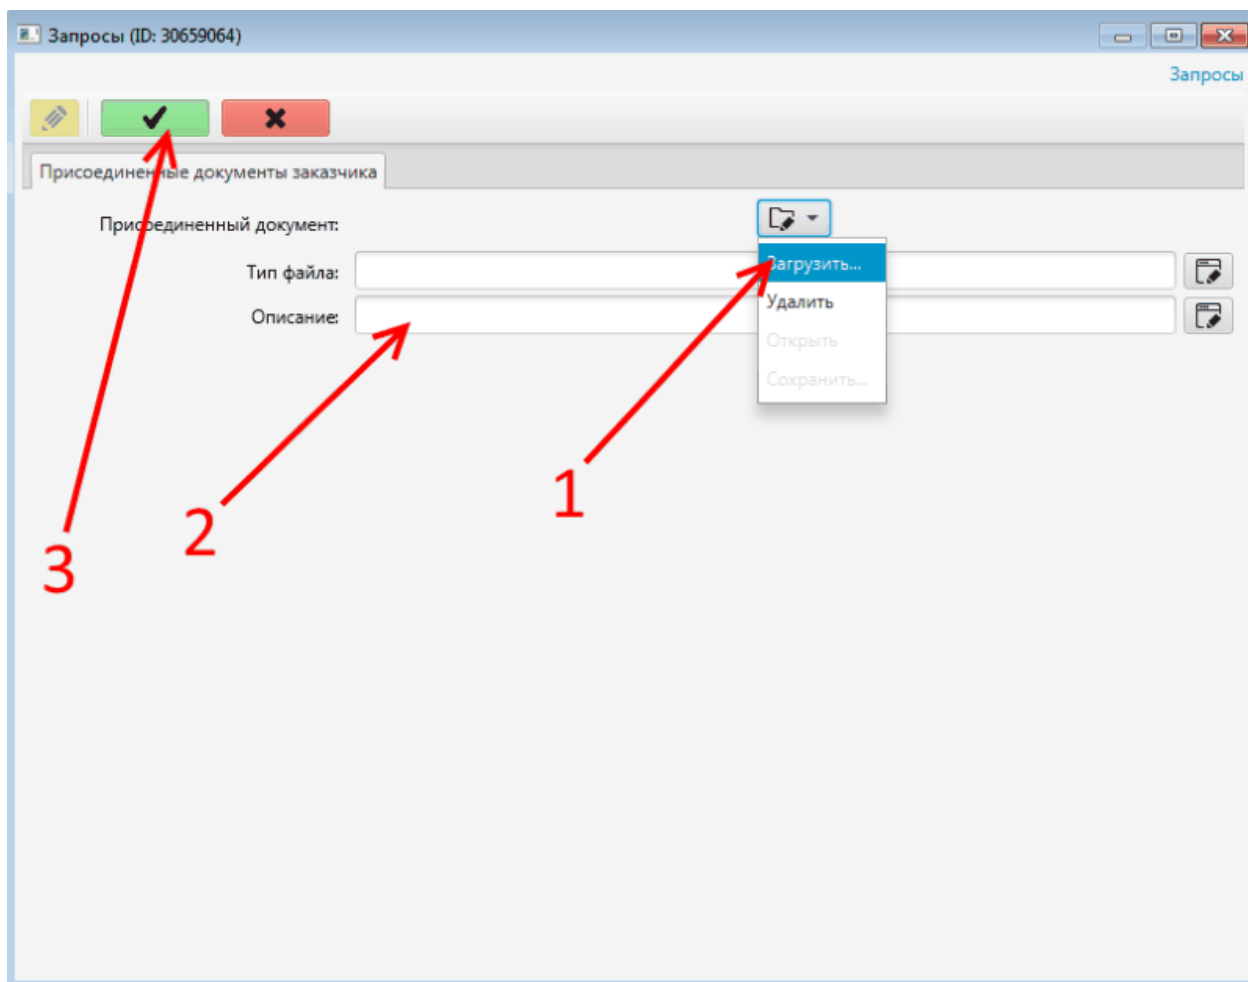 Запросы (ID: 30659064)
Запросы
Присоединенные документы заказчика
Присоединенный документ:
Тип файла:
Загрузить...
Описание:
Удалить
Открыть
Сохранить...
1
2
3